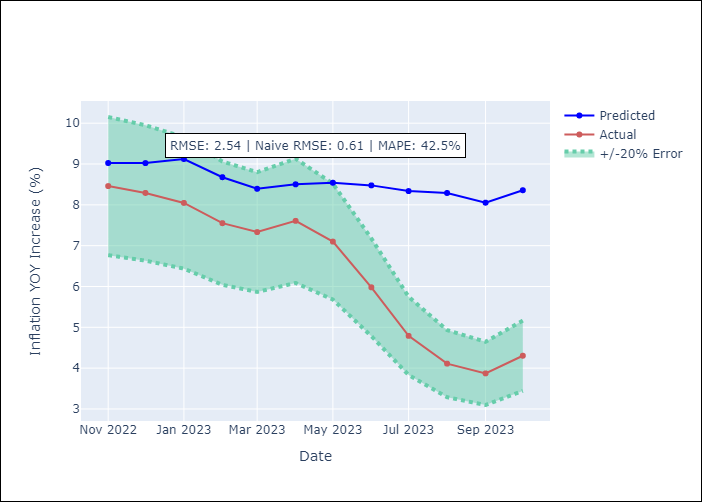 RMSE: 2.54 | Naive RMSE: 0.61 | MAPE: 42.5%
Predicted
Actual
+/-20% Error
Inflation YOY Increase (%)
10
9
8
7
6
5
4
3
Nov 2022 Jan 2023 Mar 2023 May 2023 Jul 2023 Sep 2023
Date